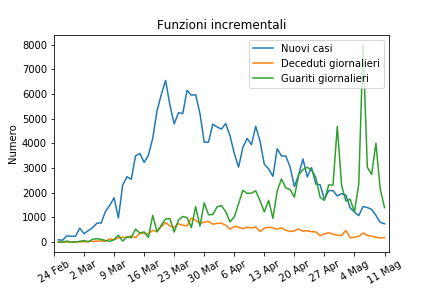 Funzioni incrementali
Nuovi casi
Deceduti giornalieri
Guariti giornalieri
Numero
8000
7000
6000
5000
4000
3000
2000
1000
0
24 Feb
2 Mar
9 Mar
16 Mar
23 Mar
30 Mar
6 Apr
13 Apr
20 Apr
27 Apr
4 Mag
11 Mag